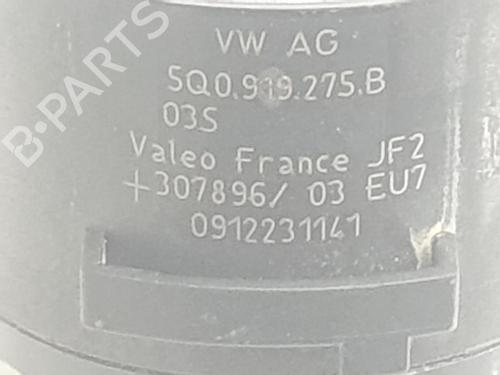 B-PARTS
VW AG
5Q0.919.275.B
03S
Valeo France JF2
+307896/ 03 EU7
0912231141